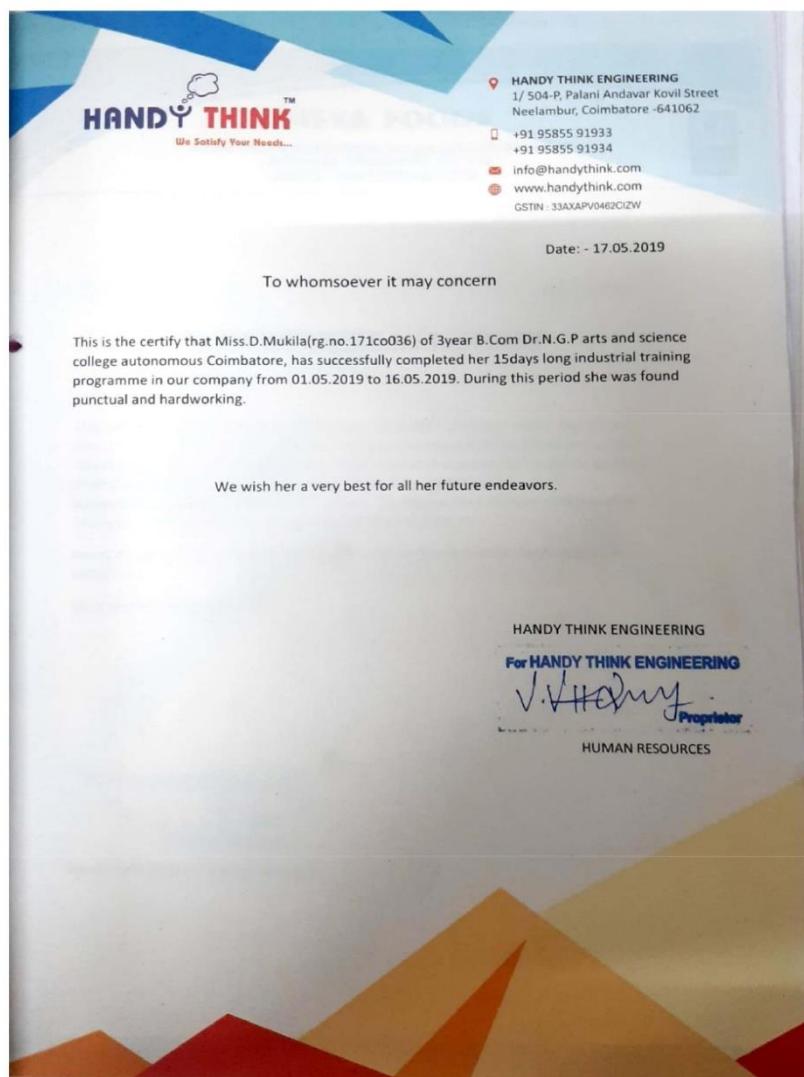 HANDY THINK TM
We Satisfy Your Needs...
HANDY THINK ENGINEERING
1/ 504-P, Palani Andavar Kovil Street
Neelambur, Coimbatore -641062
+91 95855 91933
+91 95855 91934
info@handythink.com
www.handythink.com
GSTIN : 33AXAPV0462CIZW
Date: - 17.05.2019
To whomsoever it may concern
This is the certify that Miss.D.Mukila(rg.no.171co036) of 3year B.Com Dr.N.G.P arts and science
college autonomous Coimbatore, has successfully completed her 15days long industrial training
programme in our company from 01.05.2019 to 16.05.2019. During this period she was found
punctual and hardworking.
We wish her a very best for all her future endeavors.
HANDY THINK ENGINEERING
For HANDY THINK ENGINEERING
Proprietor
HUMAN RESOURCES